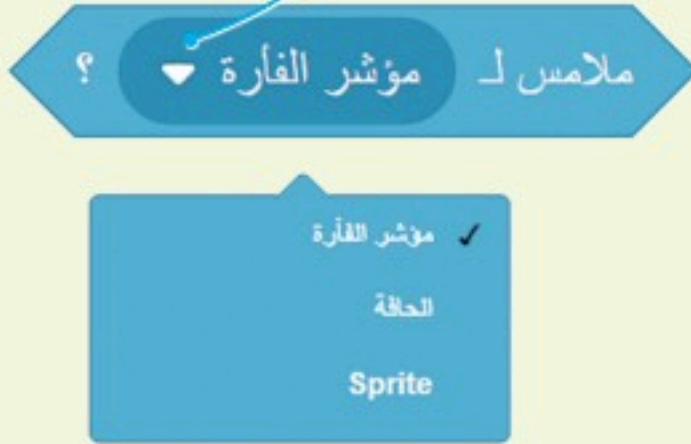 ملامس لـ مؤشر الفأرة ؟
✓ مؤشر الفأرة
الحافة
Sprite